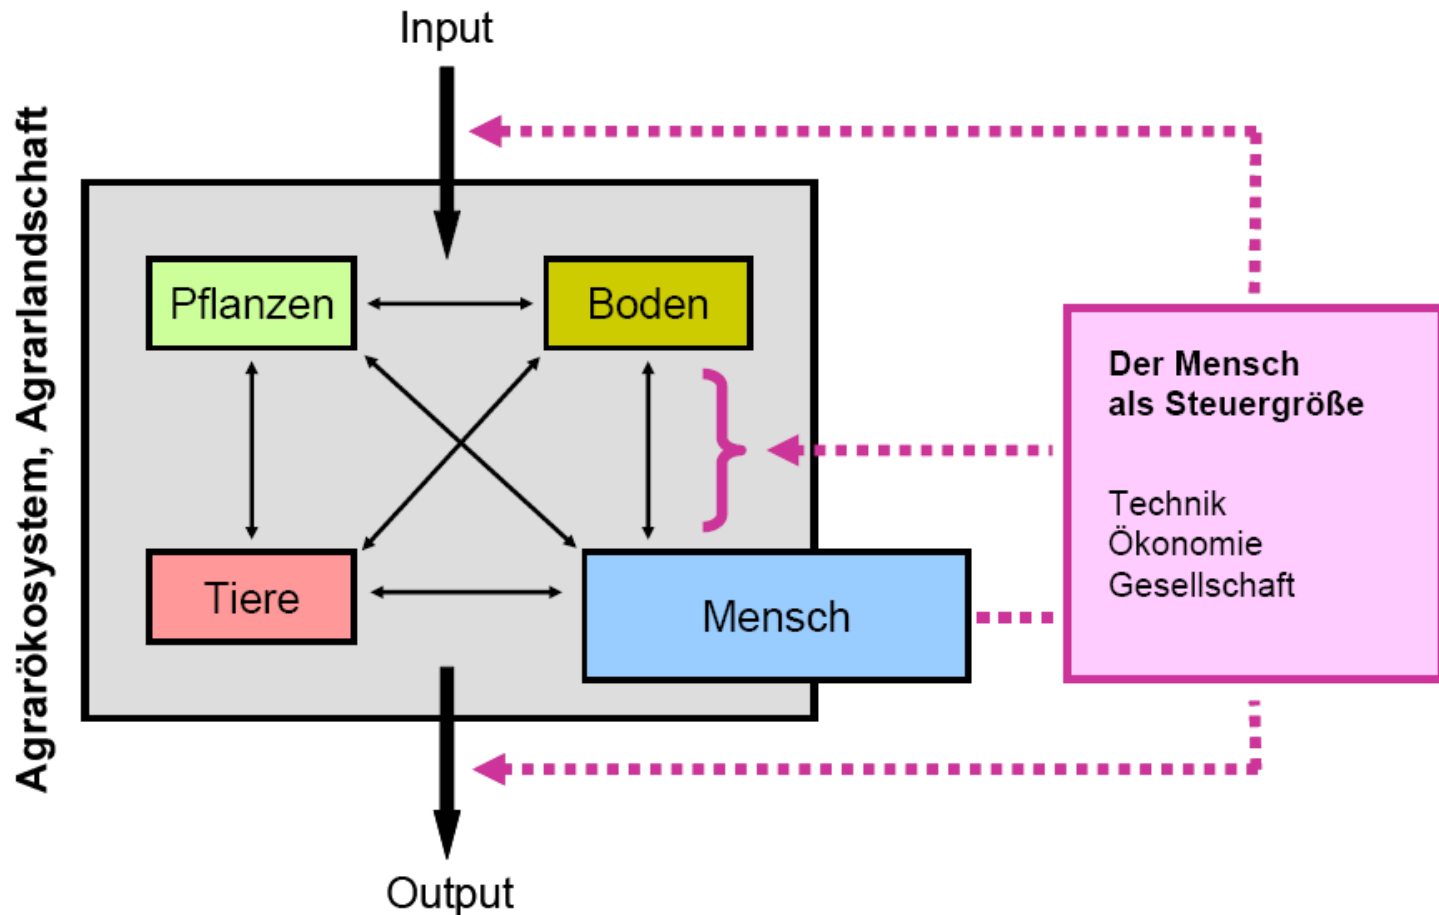 Input
Agrarökosystem, Agrarlandschaft
Pflanzen
Boden
Der Mensch
als Steuergröße
Technik
Ökonomie
Gesellschaft
Tiere
Mensch
Output